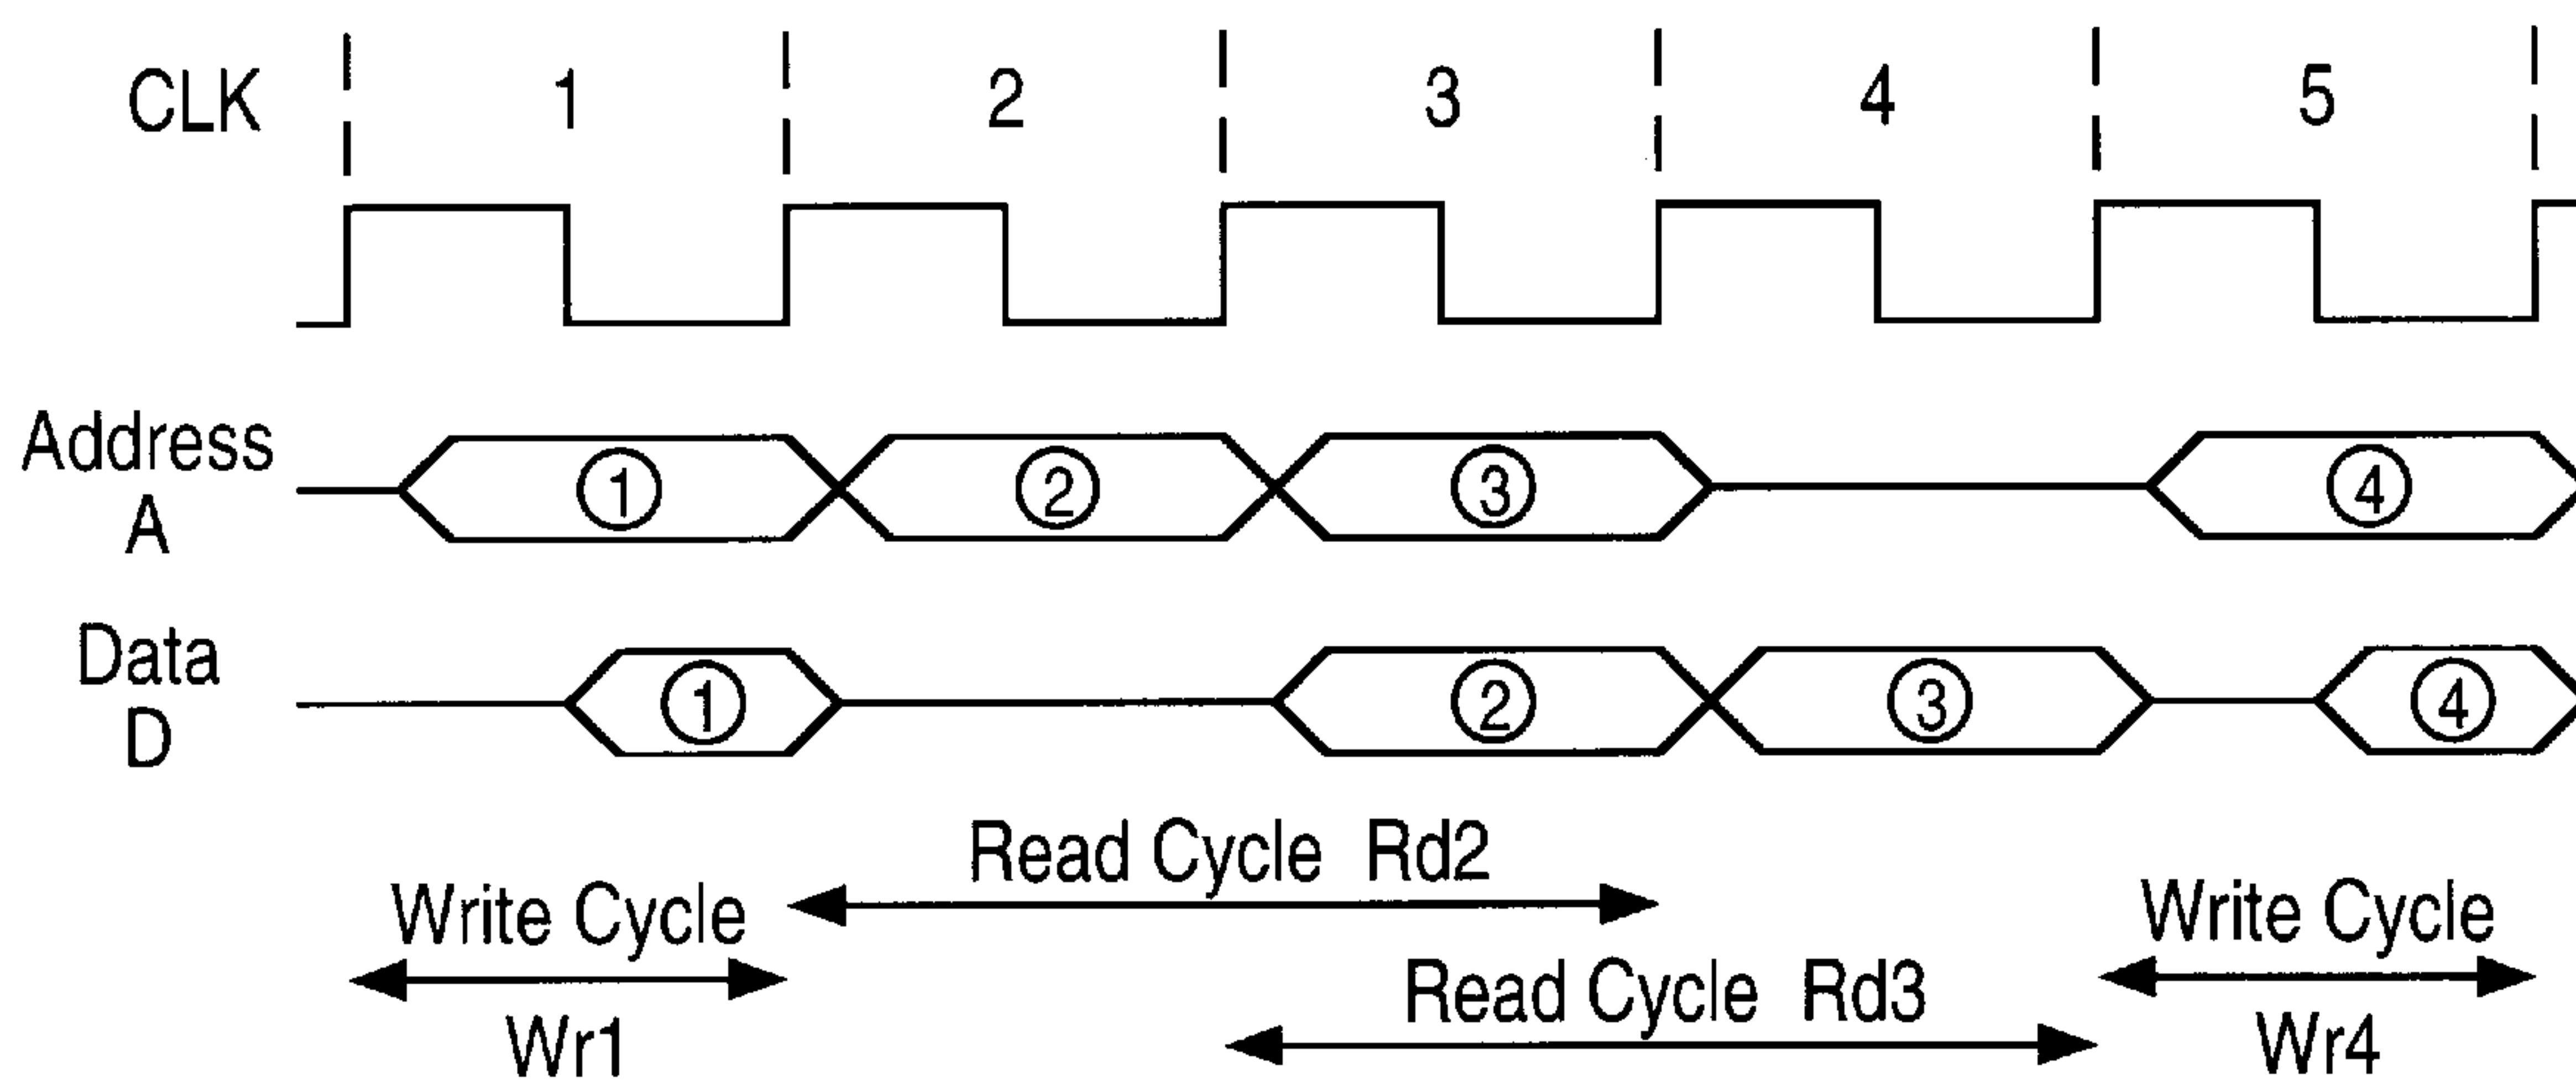 CLK 1 2 3 4 5
Address
A
① ② ③ ④
Data
D
① ② ③ ④
Read Cycle Rd2
Write Cycle
Wr1
Read Cycle Rd3
Write Cycle
Wr4